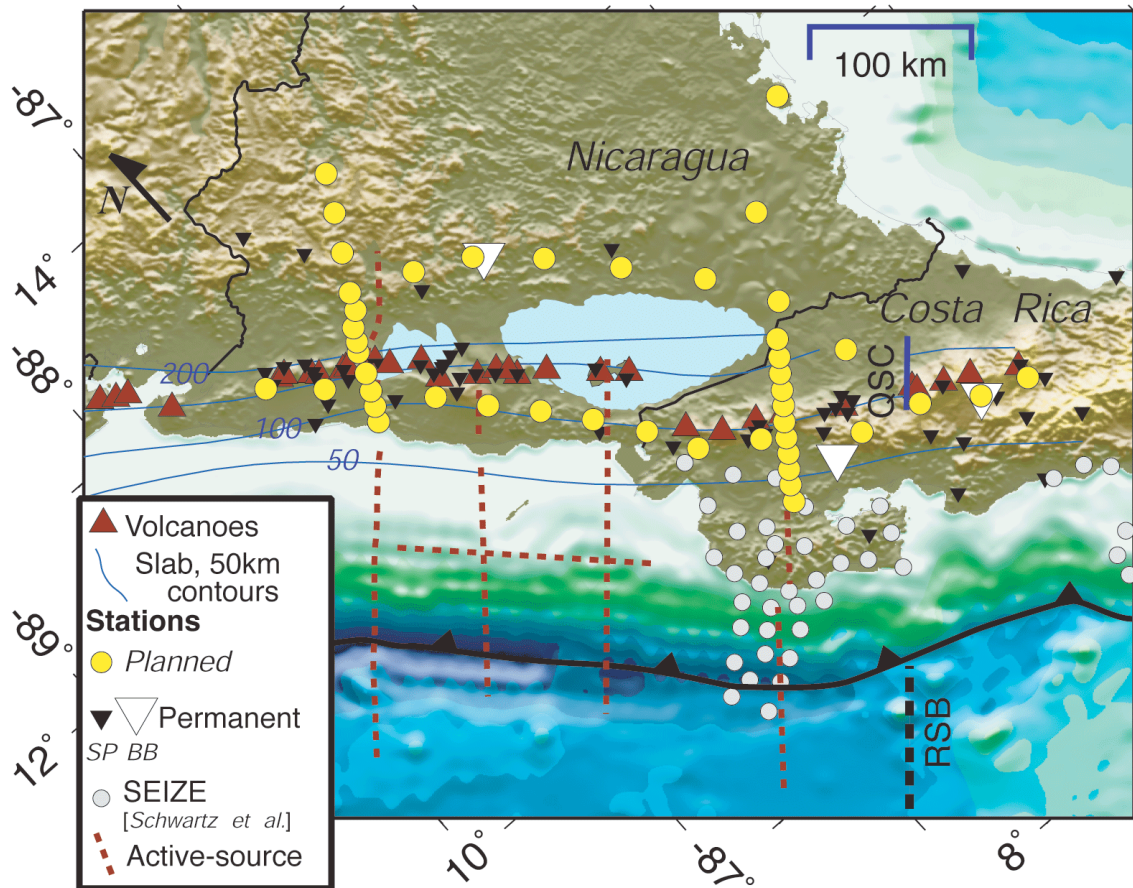 100 km
-87°
Nicaragua
N
14°
Costa Rica
QSC
-88°
200
100
50
Volcanoes
Slab, 50km
contours
Stations
Planned
Permanent
SP BB
SEIZE
[Schwartz et al.]
Active-source
-89°
12°
RSB
10°
-87°
8°